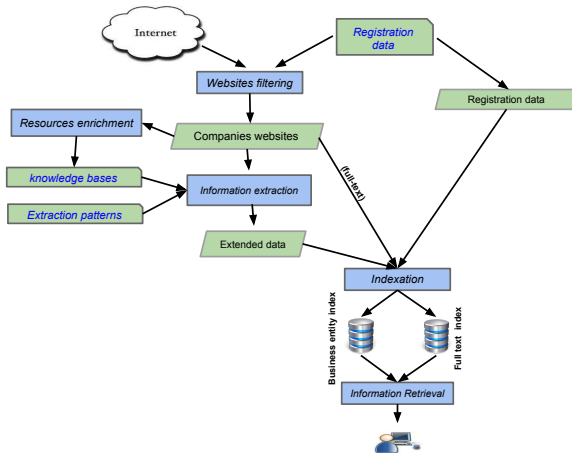 Internet
Registration
data
Websites filtering
Registration data
Resources enrichment
Companies websites
(full-text)
knowledge bases
Information extraction
Extraction patterns
Extended data
Indexation
Business entity index
Full text index
Information Retrieval